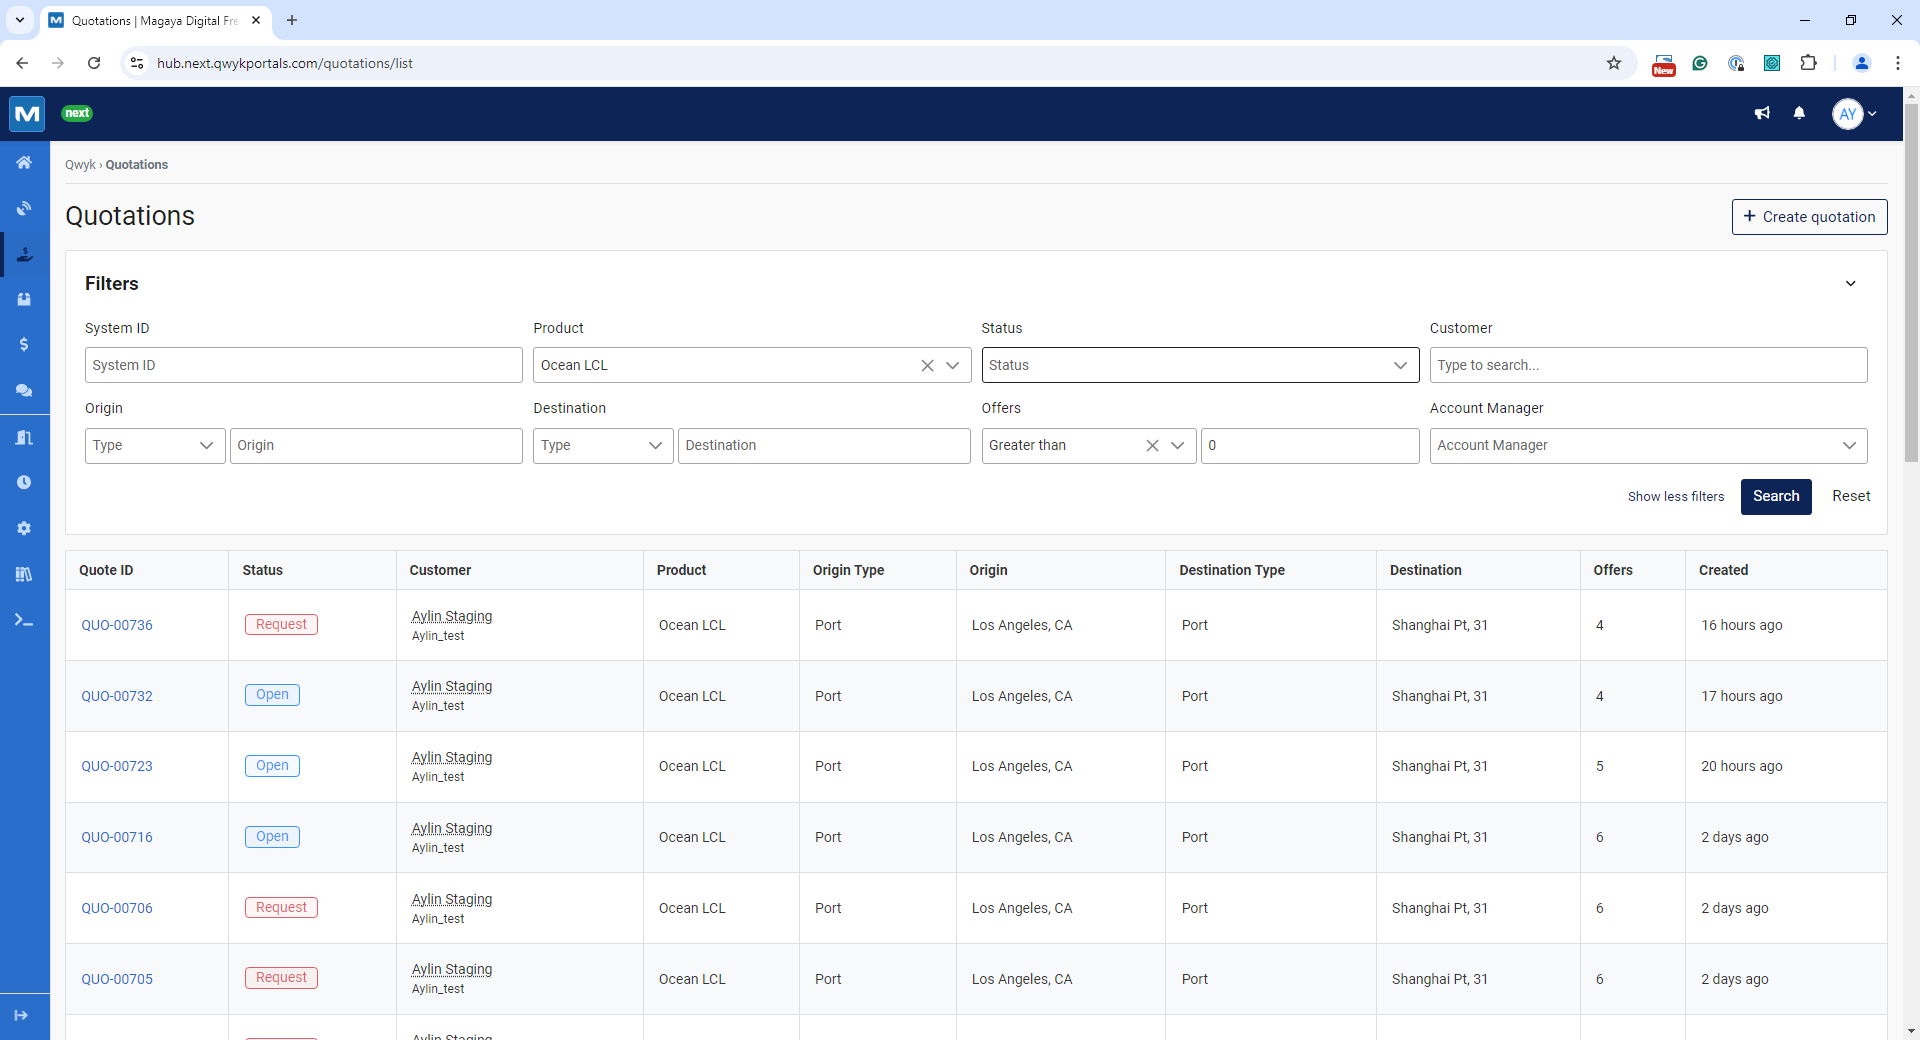 Quotations | Magaya Digital Fre
hub.next.qwykportals.com/quotations/list
New
M next AY
Qwyk › Quotations
Quotations
+ Create quotation
Filters
System ID Product Status Customer
System ID Ocean LCL Status Type to search...
Origin Destination Offers Account Manager
Type Origin Type Destination Greater than 0 Account Manager
Show less filters Search Reset
Quote ID Status Customer Product Origin Type Origin Destination Type Destination Offers Created
QUO-00736 Request Aylin Staging Ocean LCL Port Los Angeles, CA Port Shanghai Pt, 31 4 16 hours ago
Aylin_test
QUO-00732 Open Aylin Staging Ocean LCL Port Los Angeles, CA Port Shanghai Pt, 31 4 17 hours ago
Aylin_test
QUO-00723 Open Aylin Staging Ocean LCL Port Los Angeles, CA Port Shanghai Pt, 31 5 20 hours ago
Aylin_test
QUO-00716 Open Aylin Staging Ocean LCL Port Los Angeles, CA Port Shanghai Pt, 31 6 2 days ago
Aylin_test
QUO-00706 Request Aylin Staging Ocean LCL Port Los Angeles, CA Port Shanghai Pt, 31 6 2 days ago
Aylin_test
QUO-00705 Request Aylin Staging Ocean LCL Port Los Angeles, CA Port Shanghai Pt, 31 6 2 days ago
Aylin_test
Aylin Staging